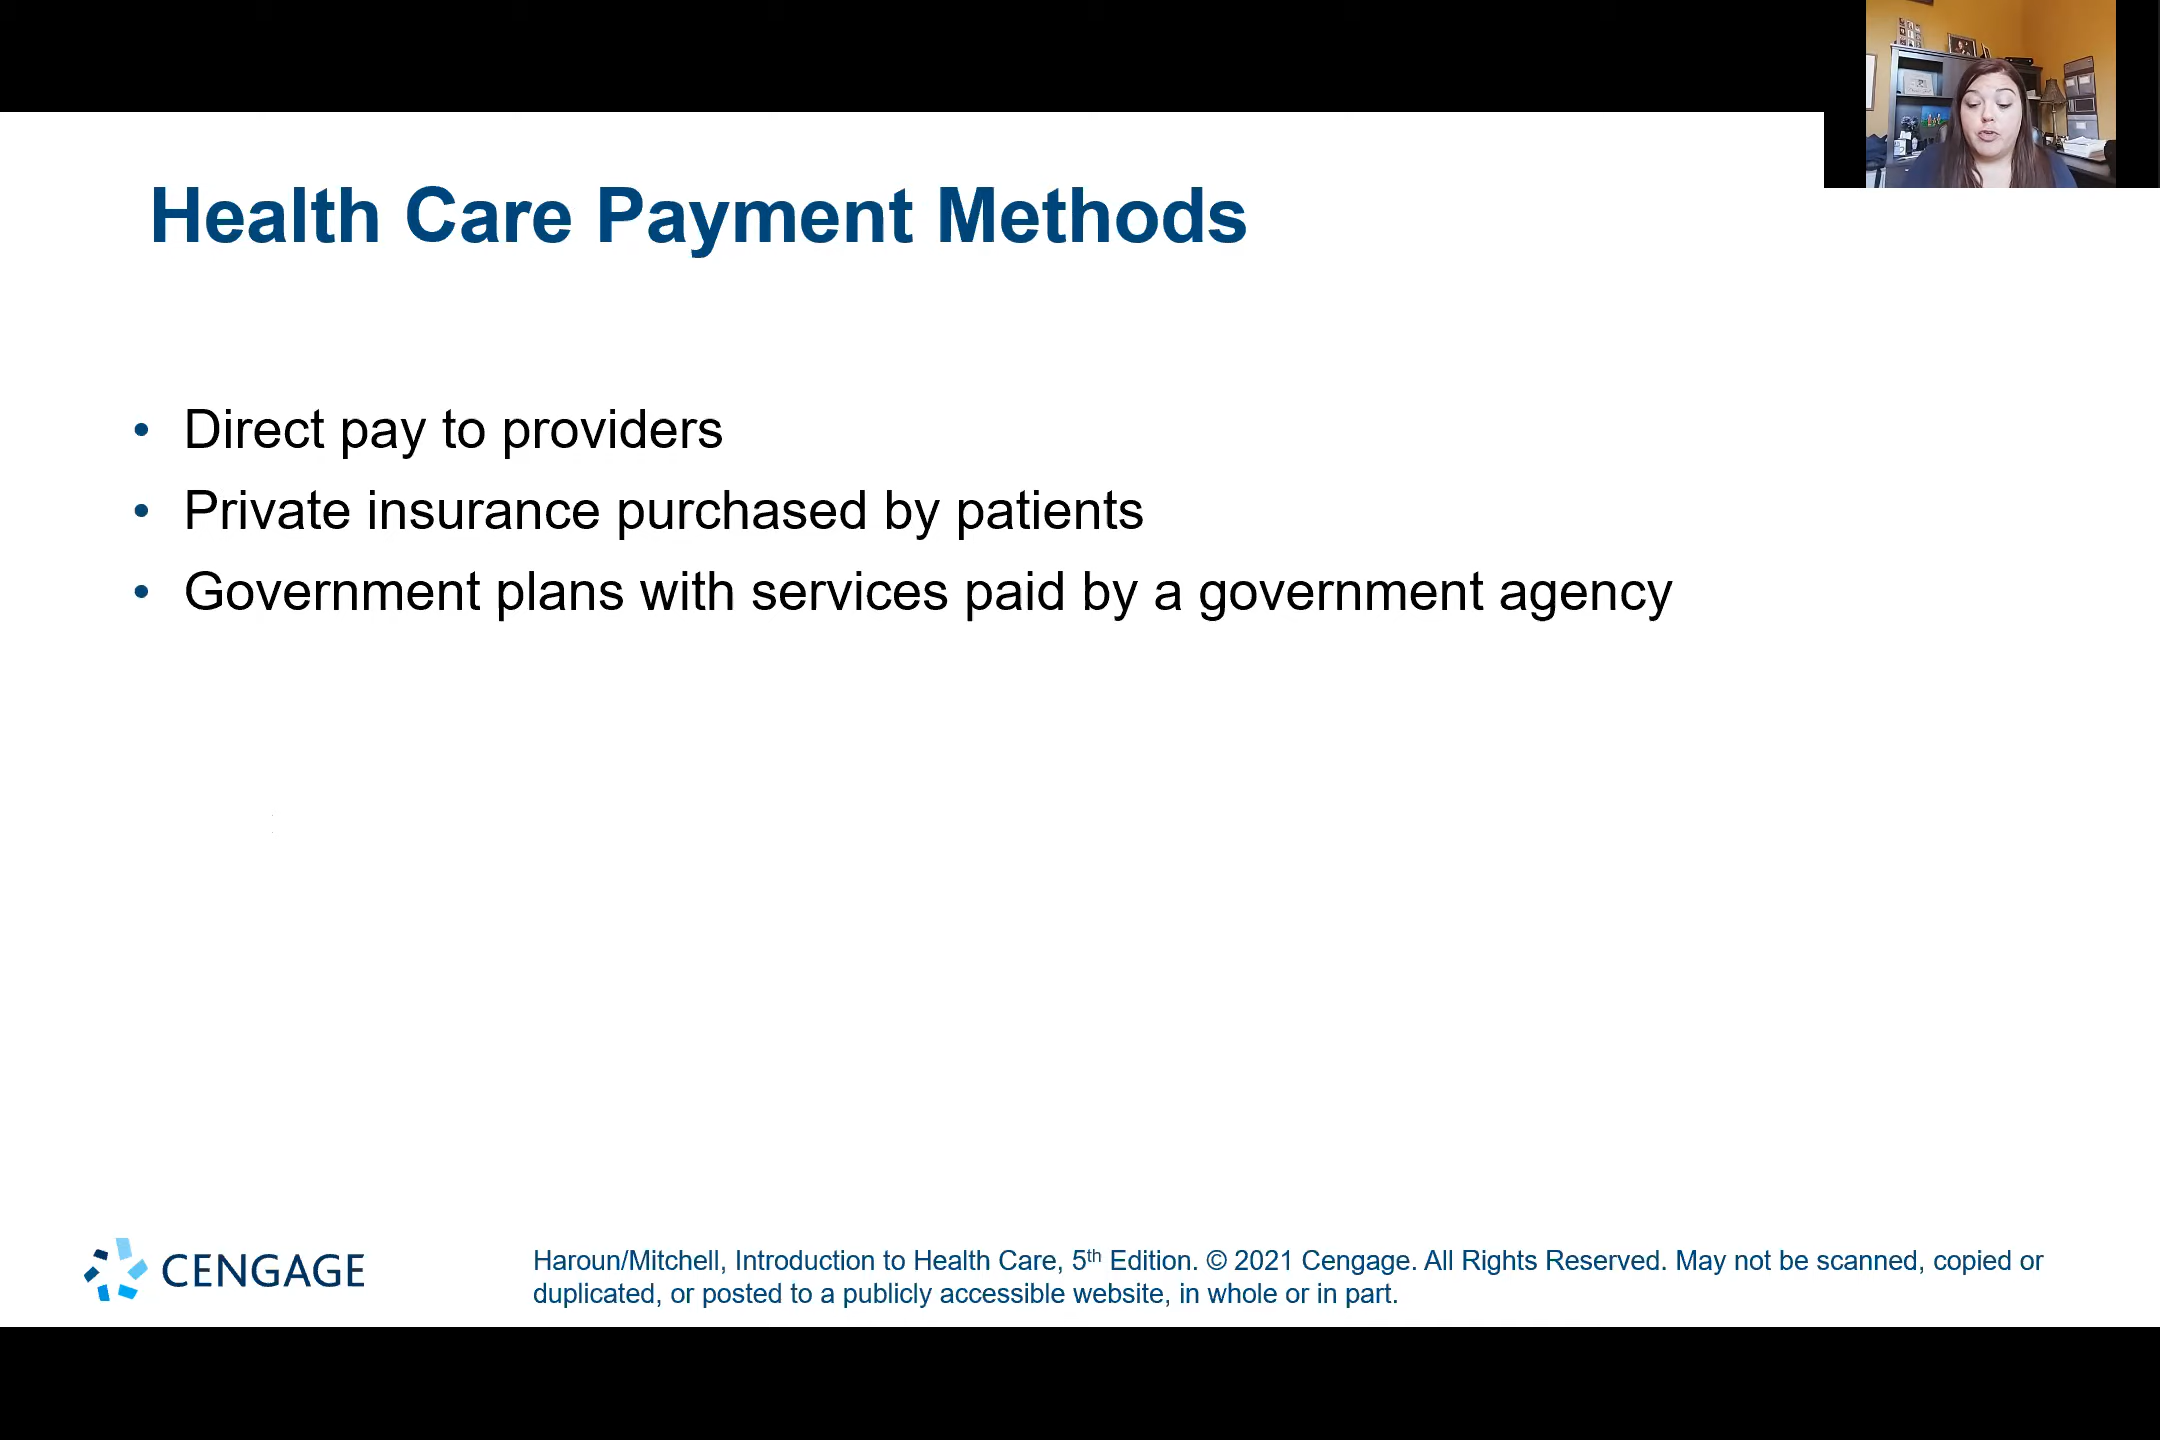 Health Care Payment Methods
• Direct pay to providers
• Private insurance purchased by patients
• Government plans with services paid by a government agency
CENGAGE
Haroun/Mitchell, Introduction to Health Care, 5th Edition. © 2021 Cengage. All Rights Reserved. May not be scanned, copied or
duplicated, or posted to a publicly accessible website, in whole or in part.